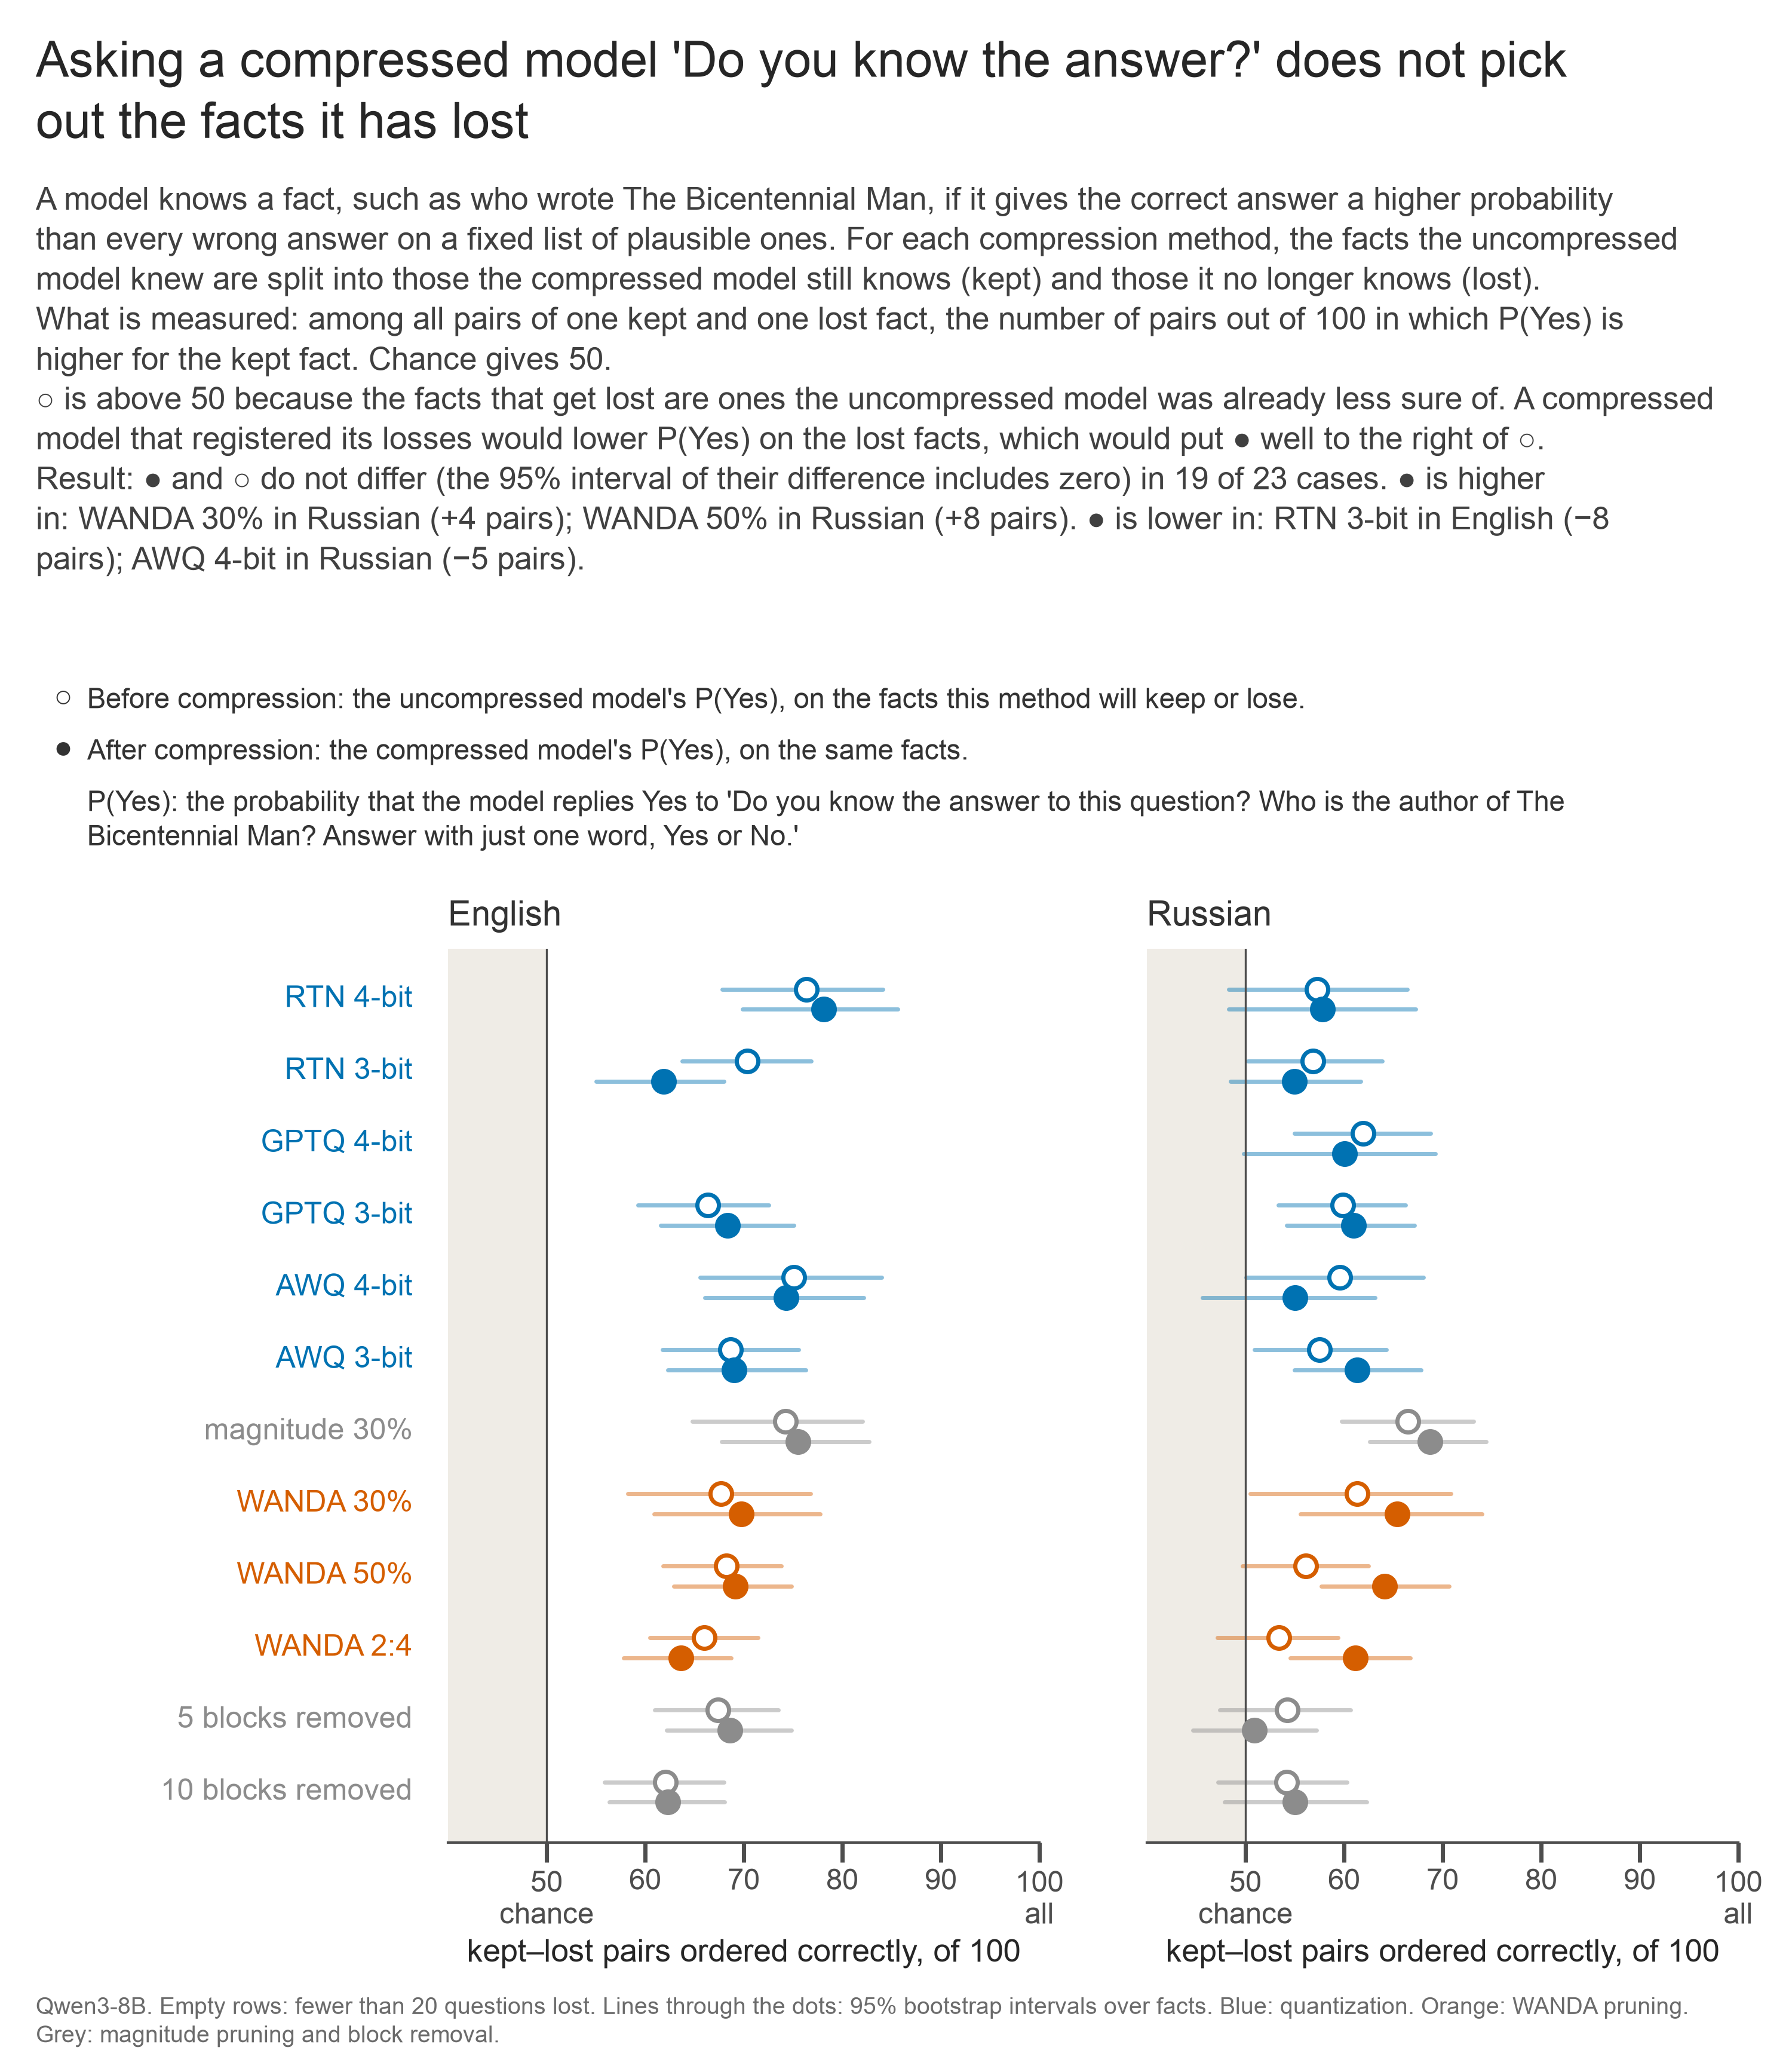 Asking a compressed model 'Do you know the answer?' does not pick
out the facts it has lost
A model knows a fact, such as who wrote The Bicentennial Man, if it gives the correct answer a higher probability
than every wrong answer on a fixed list of plausible ones. For each compression method, the facts the uncompressed
model knew are split into those the compressed model still knows (kept) and those it no longer knows (lost).
What is measured: among all pairs of one kept and one lost fact, the number of pairs out of 100 in which P(Yes) is
higher for the kept fact. Chance gives 50.
○ is above 50 because the facts that get lost are ones the uncompressed model was already less sure of. A compressed
model that registered its losses would lower P(Yes) on the lost facts, which would put ● well to the right of ○.
Result: ● and ○ do not differ (the 95% interval of their difference includes zero) in 19 of 23 cases. ● is higher
in: WANDA 30% in Russian (+4 pairs); WANDA 50% in Russian (+8 pairs). ● is lower in: RTN 3-bit in English (−8
pairs); AWQ 4-bit in Russian (−5 pairs).
○ Before compression: the uncompressed model's P(Yes), on the facts this method will keep or lose.
● After compression: the compressed model's P(Yes), on the same facts.
P(Yes): the probability that the model replies Yes to 'Do you know the answer to this question? Who is the author of The
Bicentennial Man? Answer with just one word, Yes or No.'
English
Russian
RTN 4-bit
RTN 3-bit
GPTQ 4-bit
GPTQ 3-bit
AWQ 4-bit
AWQ 3-bit
magnitude 30%
WANDA 30%
WANDA 50%
WANDA 2:4
5 blocks removed
10 blocks removed
50 60 70 80 90 100
chance all
kept–lost pairs ordered correctly, of 100
50 60 70 80 90 100
chance all
kept–lost pairs ordered correctly, of 100
Qwen3-8B. Empty rows: fewer than 20 questions lost. Lines through the dots: 95% bootstrap intervals over facts. Blue: quantization. Orange: WANDA pruning.
Grey: magnitude pruning and block removal.